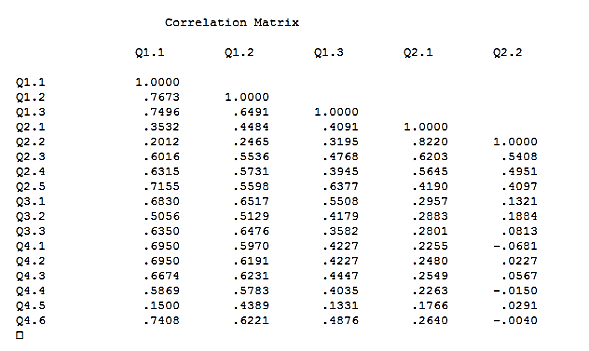 Correlation Matrix
Q1.1 Q1.2 Q1.3 Q2.1 Q2.2
Q1.1 1.0000
Q1.2 .7673 1.0000
Q1.3 .7496 .6491 1.0000
Q2.1 .3532 .4484 .4091 1.0000
Q2.2 .2012 .2465 .3195 .8220 1.0000
Q2.3 .6016 .5536 .4768 .6203 .5408
Q2.4 .6315 .5731 .3945 .5645 .4951
Q2.5 .7155 .5598 .6377 .4190 .4097
Q3.1 .6830 .6517 .5508 .2957 .1321
Q3.2 .5056 .5129 .4179 .2883 .1884
Q3.3 .6350 .6476 .3582 .2801 .0813
Q4.1 .6950 .5970 .4227 .2255 -.0681
Q4.2 .6950 .6191 .4227 .2480 .0227
Q4.3 .6674 .6231 .4447 .2549 .0567
Q4.4 .5869 .5783 .4035 .2263 -.0150
Q4.5 .1500 .4389 .1331 .1766 .0291
Q4.6 .7408 .6221 .4876 .2640 -.0040